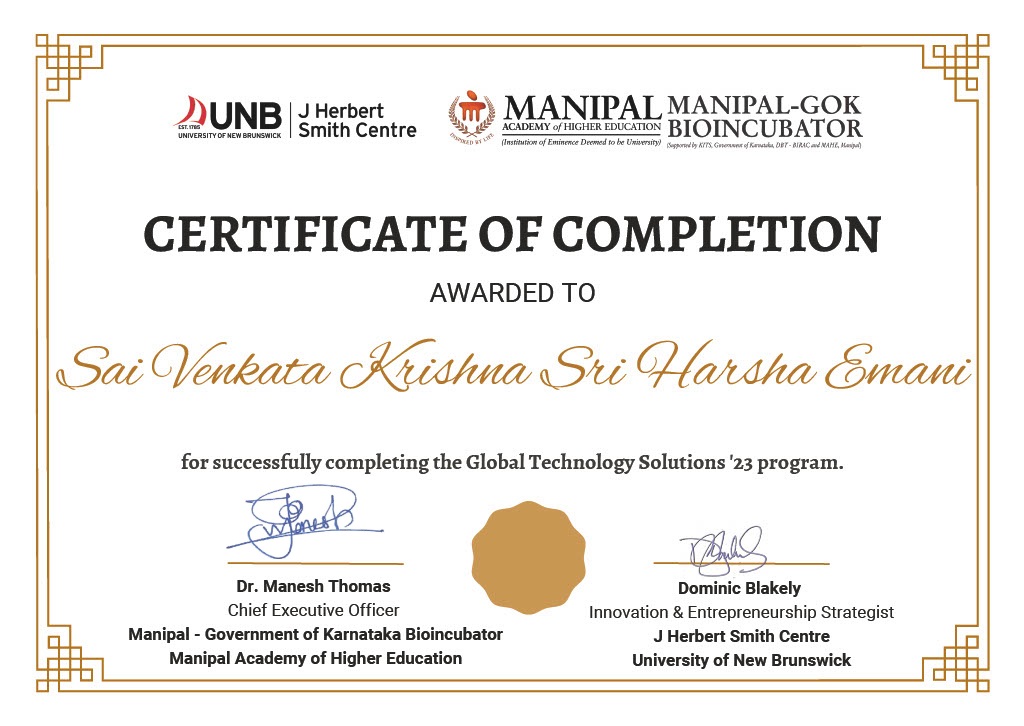 UNB
EST. 1785
UNIVERSITY OF NEW BRUNSWICK
J Herbert
Smith Centre
INSPIRED BY LIFE
MANIPAL
ACADEMY of HIGHER EDUCATION
(Institution of Eminence Deemed to be University)
MANIPAL-GOK
BIOINCUBATOR
(Supported by KITS, Government of Karnataka, DBT - BIRAC and MAHE, Manipal)
CERTIFICATE OF COMPLETION
AWARDED TO
Sai Venkata Krishna Sri Harsha Emani
for successfully completing the Global Technology Solutions '23 program.
Dr. Manesh Thomas
Chief Executive Officer
Manipal - Government of Karnataka Bioincubator
Manipal Academy of Higher Education
Dominic Blakely
Innovation & Entrepreneurship Strategist
J Herbert Smith Centre
University of New Brunswick